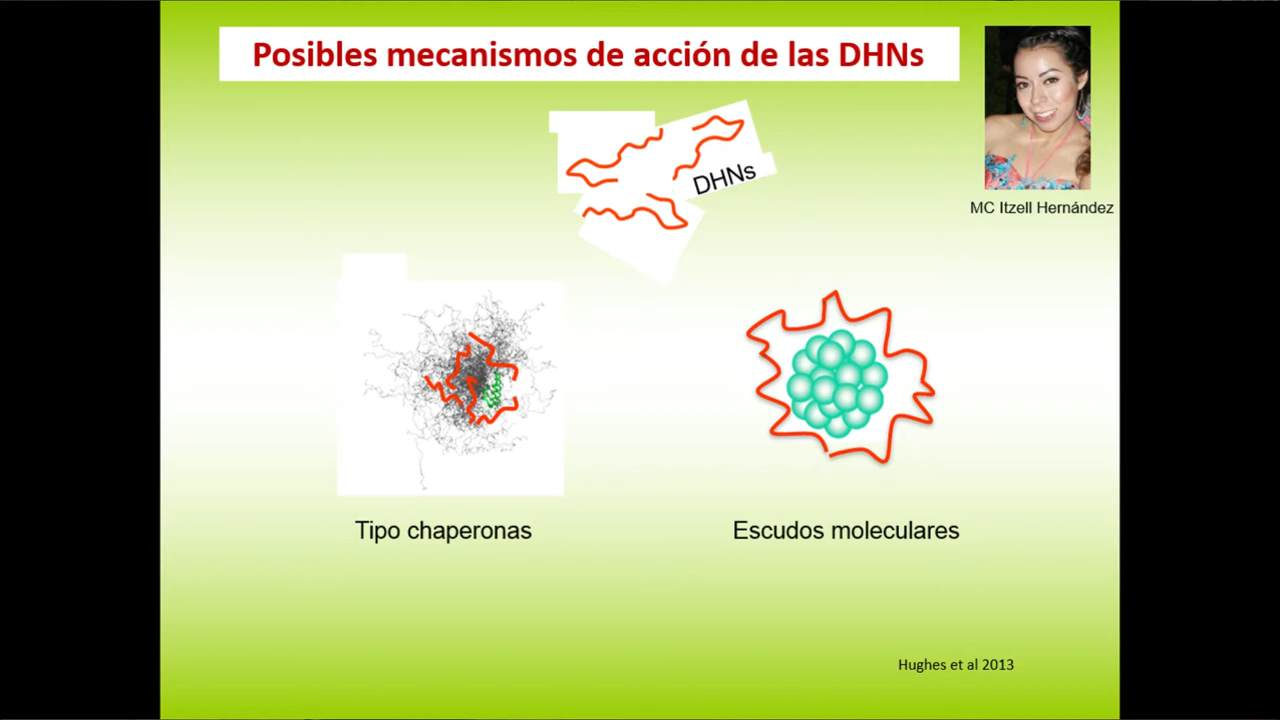 Posibles mecanismos de acción de las DHNs
MC Itzell Hernández
DHNs
Tipo chaperonas
Escudos moleculares
Hughes et al 2013